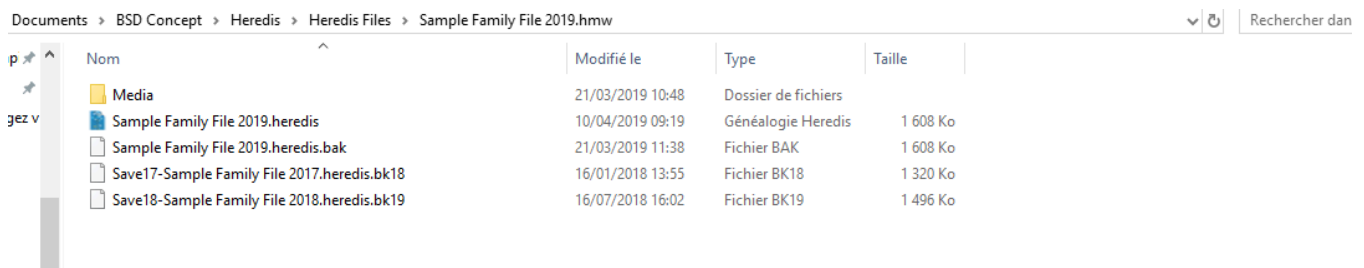 Documents > BSD Concept > Heredis > Heredis Files > Sample Family File 2019.hmw Rechercher dan
Nom Modifié le Type Taille
Media 21/03/2019 10:48 Dossier de fichiers
gez v Sample Family File 2019.heredis 10/04/2019 09:19 Généalogie Heredis 1 608 Ko
Sample Family File 2019.heredis.bak 21/03/2019 11:38 Fichier BAK 1 608 Ko
Save17-Sample Family File 2017.heredis.bk18 16/01/2018 13:55 Fichier BK18 1 320 Ko
Save18-Sample Family File 2018.heredis.bk19 16/07/2018 16:02 Fichier BK19 1 496 Ko